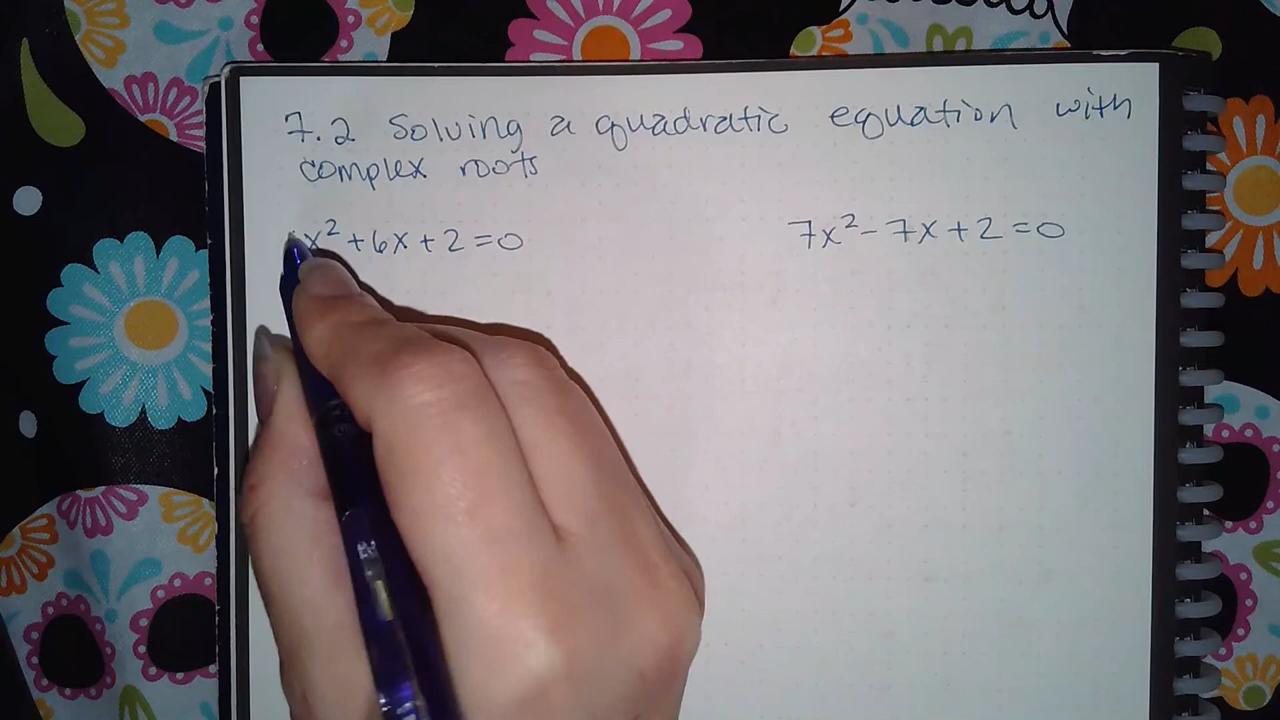 7.2 Solving a quadratic equation with
complex roots
x²+6x+2=0
7x²-7x+2=0